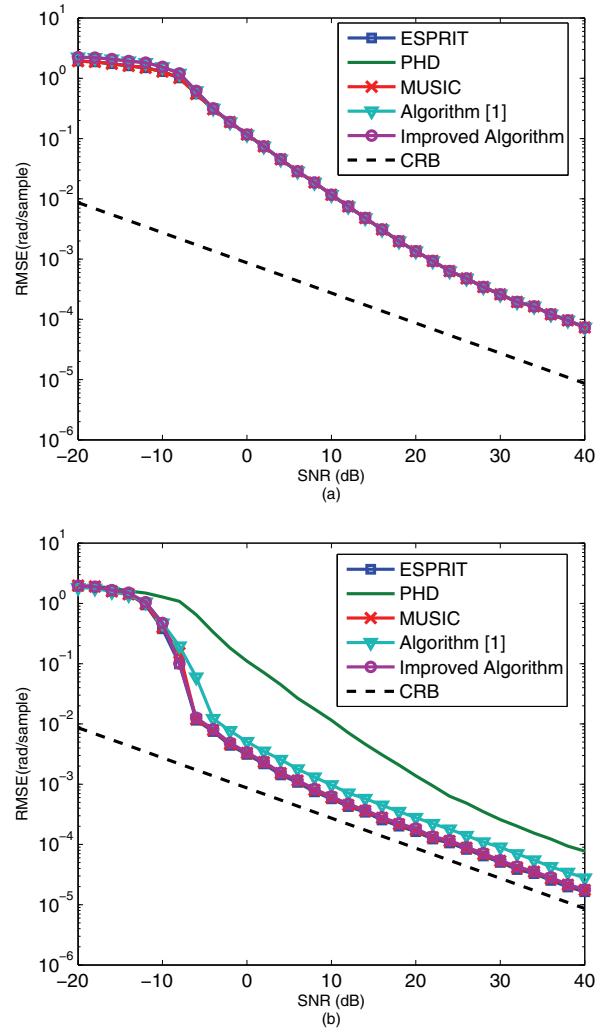 10^1
10^0
10^-1
10^-2
10^-3
10^-4
10^-5
10^-6
RMSE(rad/sample)
ESPRIT
PHD
MUSIC
Algorithm [1]
Improved Algorithm
CRB
−20 −10 0 10 20 30 40
SNR (dB)
(a)
10^1
10^0
10^-1
10^-2
10^-3
10^-4
10^-5
10^-6
RMSE(rad/sample)
ESPRIT
PHD
MUSIC
Algorithm [1]
Improved Algorithm
CRB
−20 −10 0 10 20 30 40
SNR (dB)
(b)